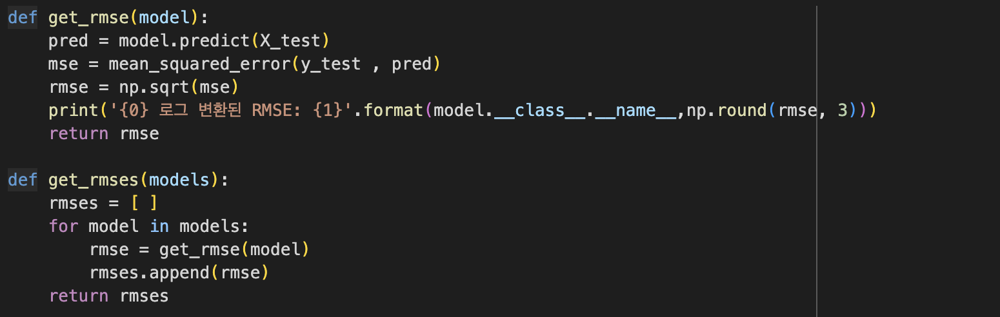 def get_rmse(model):
    pred = model.predict(X_test)
    mse = mean_squared_error(y_test , pred)
    rmse = np.sqrt(mse)
    print('{0} 로그 변환된 RMSE: {1}'.format(model.__class__.__name__,np.round(rmse, 3)))
    return rmse

def get_rmses(models):
    rmses = [ ]
    for model in models:
        rmse = get_rmse(model)
        rmses.append(rmse)
    return rmses